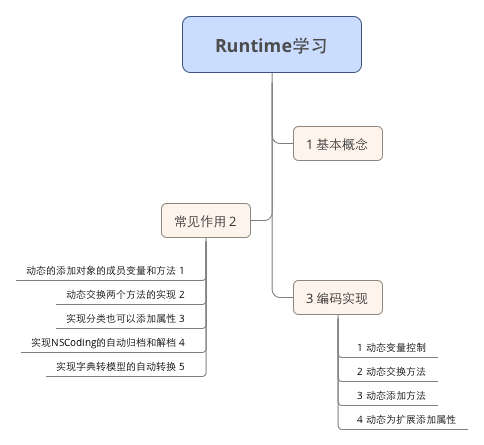 Runtime学习
1 基本概念
常见作用 2
动态的添加对象的成员变量和方法 1
动态交换两个方法的实现 2
实现分类也可以添加属性 3
实现NSCoding的自动归档和解档 4
实现字典转模型的自动转换 5
3 编码实现
1 动态变量控制
2 动态交换方法
3 动态添加方法
4 动态为扩展添加属性